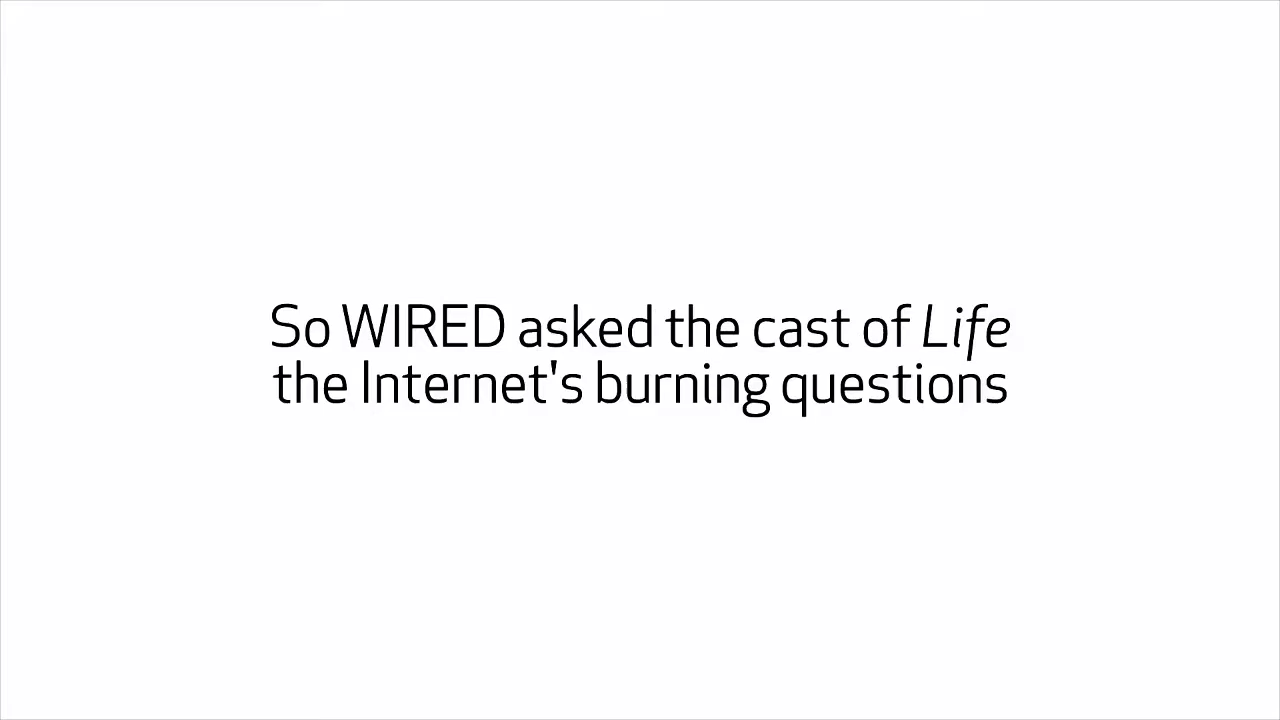 So WIRED asked the cast of Life
the Internet's burning questions